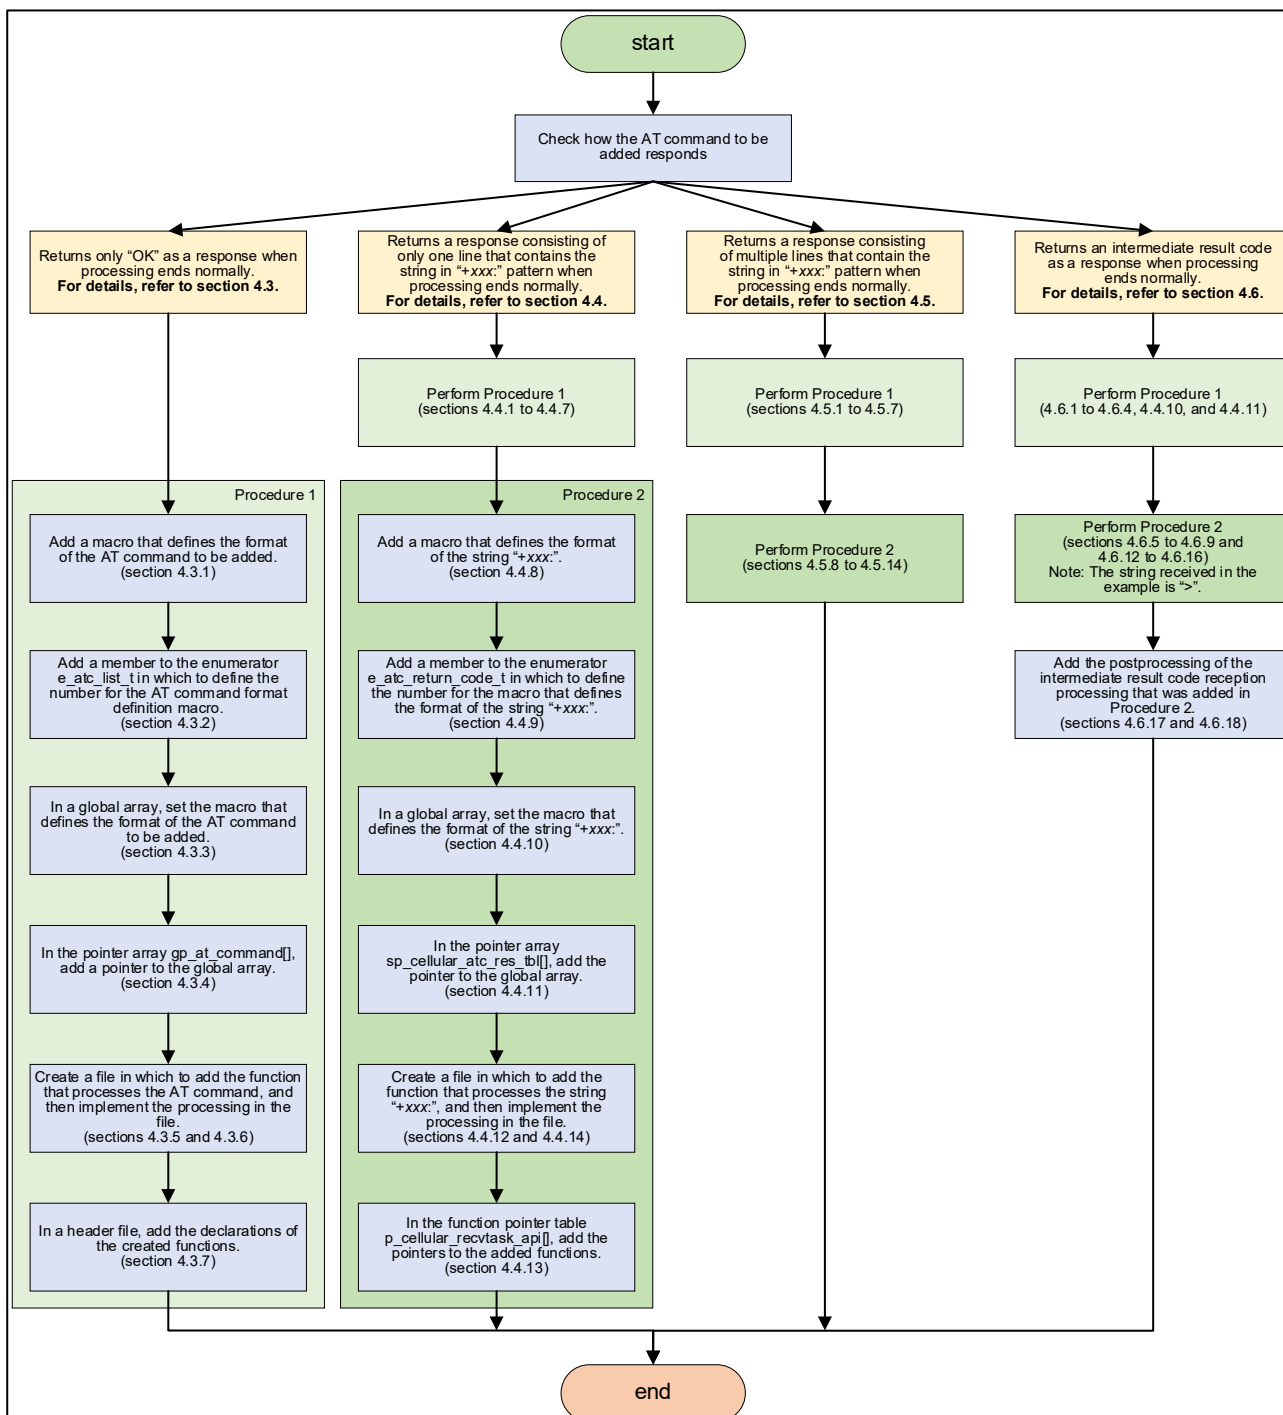 start
Check how the AT command to be
added responds
Returns only “OK” as a response when
processing ends normally.
For details, refer to section 4.3.
Returns a response consisting of
only one line that contains the
string in “+xxx:” pattern when
processing ends normally.
For details, refer to section 4.4.
Returns a response consisting
of multiple lines that contain the
string in “+xxx:” pattern when
processing ends normally.
For details, refer to section 4.5.
Returns an intermediate result code
as a response when processing
ends normally.
For details, refer to section 4.6.
Perform Procedure 1
(sections 4.4.1 to 4.4.7)
Perform Procedure 1
(sections 4.5.1 to 4.5.7)
Perform Procedure 1
(4.6.1 to 4.6.4, 4.4.10, and 4.4.11)
Procedure 1
Add a macro that defines the format
of the AT command to be added.
(section 4.3.1)
Add a member to the enumerator
e_atc_list_t in which to define the
number for the AT command format
definition macro.
(section 4.3.2)
In a global array, set the macro that
defines the format of the AT command
to be added.
(section 4.3.3)
In the pointer array gp_at_command[],
add a pointer to the global array.
(section 4.3.4)
Create a file in which to add the function
that processes the AT command, and
then implement the processing in the
file.
(sections 4.3.5 and 4.3.6)
In a header file, add the declarations of
the created functions.
(section 4.3.7)
Procedure 2
Add a macro that defines the format
of the string “+xxx:”.
(section 4.4.8)
Add a member to the enumerator
e_atc_return_code_t in which to define
the number for the macro that defines
the format of the string “+xxx:”.
(section 4.4.9)
In a global array, set the macro that
defines the format of the string “+xxx:”.
(section 4.4.10)
In the pointer array
sp_cellular_atc_res_tbl[], add the
pointer to the global array.
(section 4.4.11)
Create a file in which to add the
function that processes the string
“+xxx:”, and then implement the
processing in the file.
(sections 4.4.12 and 4.4.14)
In the function pointer table
p_cellular_recvtask_api[], add the
pointers to the added functions.
(section 4.4.13)
Perform Procedure 2
(sections 4.5.8 to 4.5.14)
Perform Procedure 2
(sections 4.6.5 to 4.6.9 and
4.6.12 to 4.6.16)
Note: The string received in the
example is “>”.
Add the postprocessing of the
intermediate result code reception
processing that was added in
Procedure 2.
(sections 4.6.17 and 4.6.18)
end